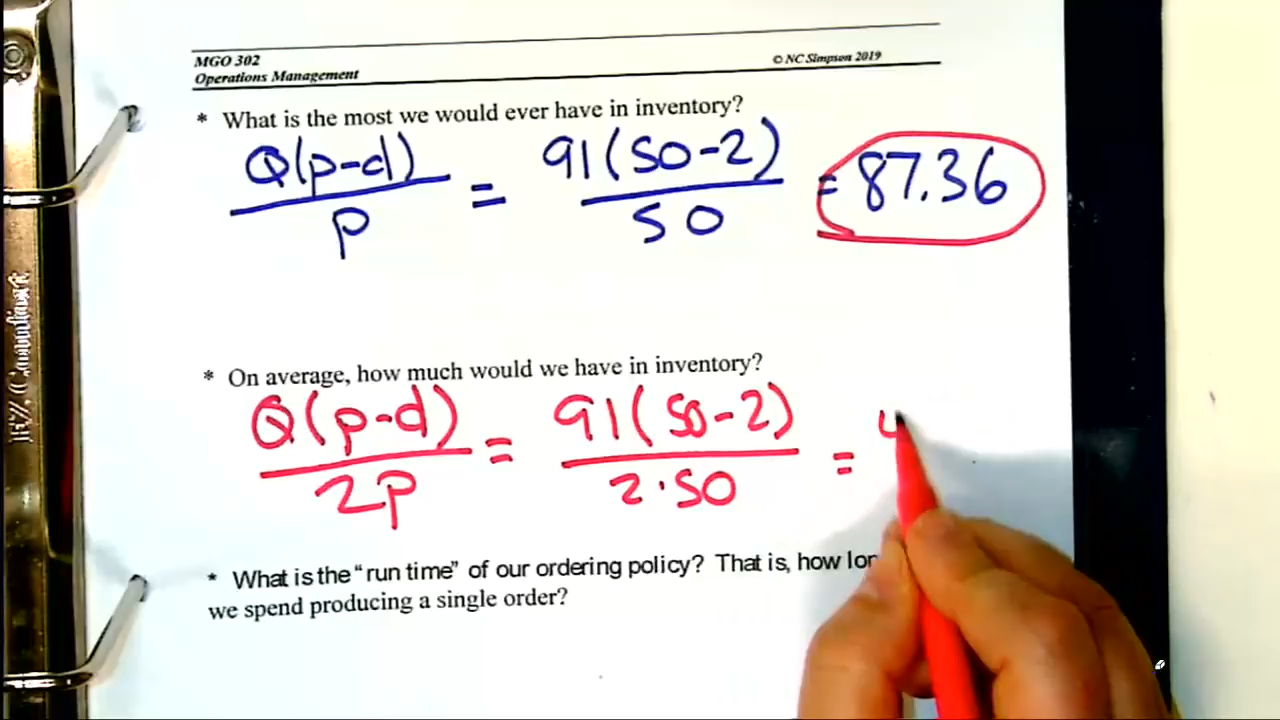 MGO 302
Operations Management
© NC Simpson 2019
* What is the most we would ever have in inventory?
Q(p-d)/p = 91(50-2)/50 = 87.36
* On average, how much would we have in inventory?
Q(p-d)/2p = 91(50-2)/2·50 = 4
* What is the "run time" of our ordering policy? That is, how lon
we spend producing a single order?